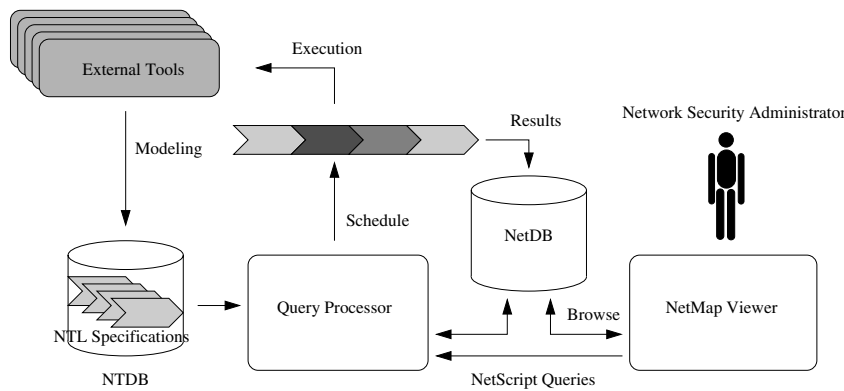 Execution
External Tools
Network Security Administrator
Results
Modeling
Schedule
NetDB
Query Processor
NetMap Viewer
Browse
NTL Specifications
NTDB
NetScript Queries